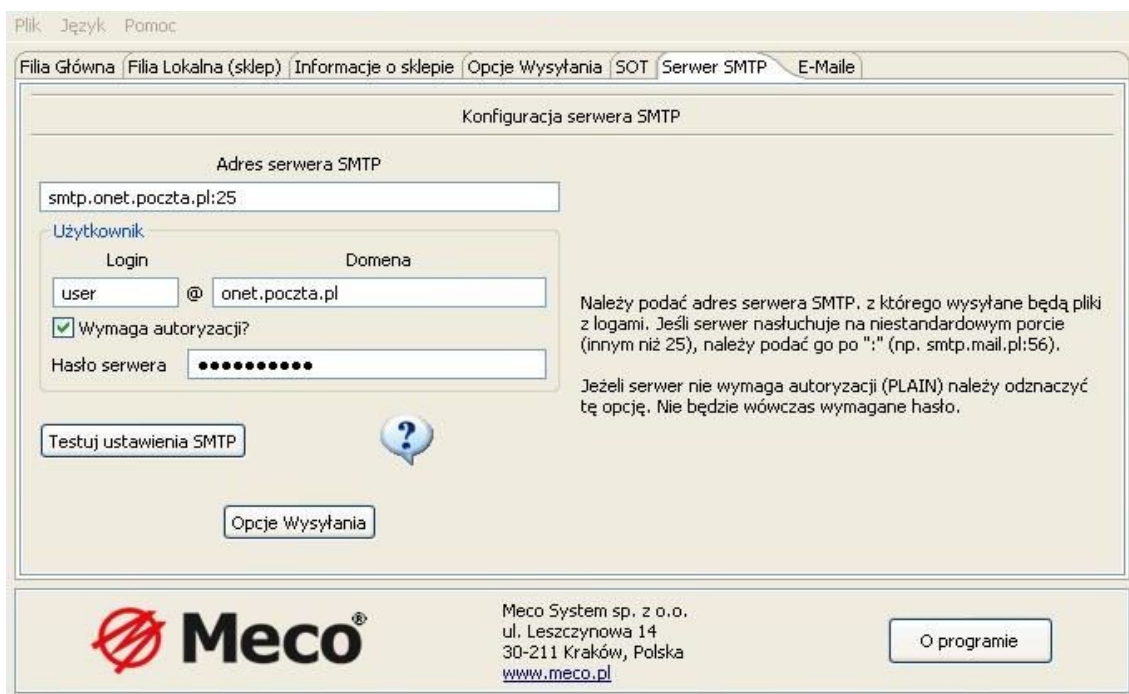 Plik Język Pomoc
Filia Główna Filia Lokalna (sklep) Informacje o sklepie Opcje Wysyłania SOT Serwer SMTP E-Maile
Konfiguracja serwera SMTP
Adres serwera SMTP
smtp.onet.poczta.pl:25
Użytkownik
Login Domena
user @ onet.poczta.pl
Wymaga autoryzacji?
Hasło serwera ●●●●●●●●●●
Należy podać adres serwera SMTP. z którego wysyłane będą pliki
z logami. Jeśli serwer nasłuchuje na niestandardowym porcie
(innym niż 25), należy podać go po ":" (np. smtp.mail.pl:56).
Jeżeli serwer nie wymaga autoryzacji (PLAIN) należy odznaczyć
tę opcję. Nie będzie wówczas wymagane hasło.
Testuj ustawienia SMTP
?
Opcje Wysyłania
Meco®
Meco System sp. z o.o.
ul. Leszczynowa 14
30-211 Kraków, Polska
www.meco.pl
O programie